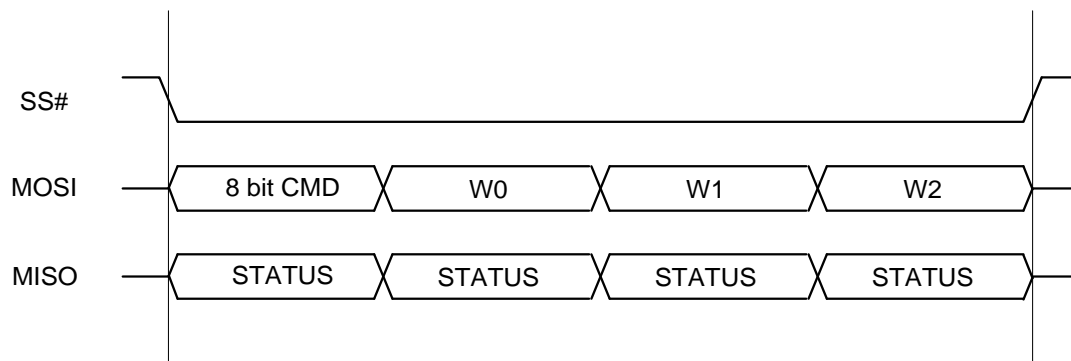 SS#
MOSI 8 bit CMD W0 W1 W2
MISO STATUS STATUS STATUS STATUS